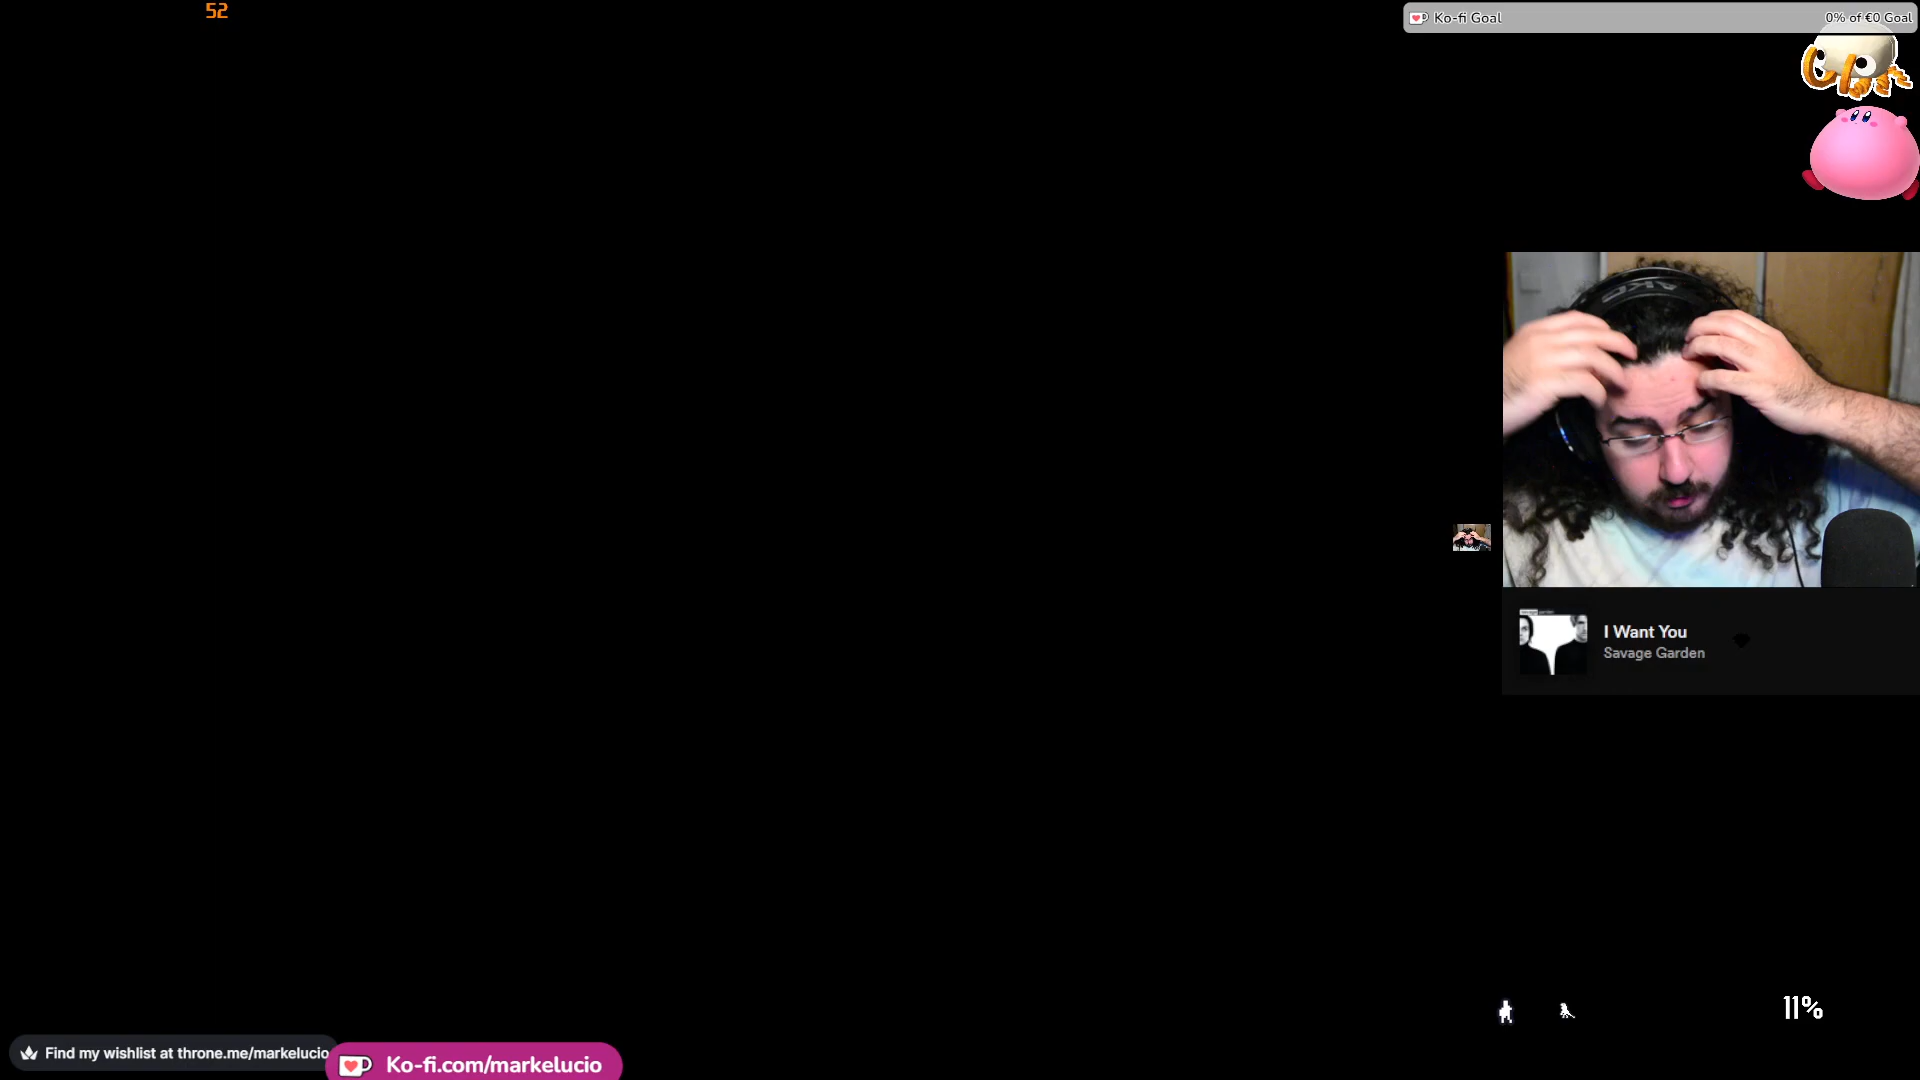 52
Ko-fi Goal
0% of €0 Goal
AKG
I Want You
Savage Garden
11%
Find my wishlist at throne.me/markelucio
Ko-fi.com/markelucio